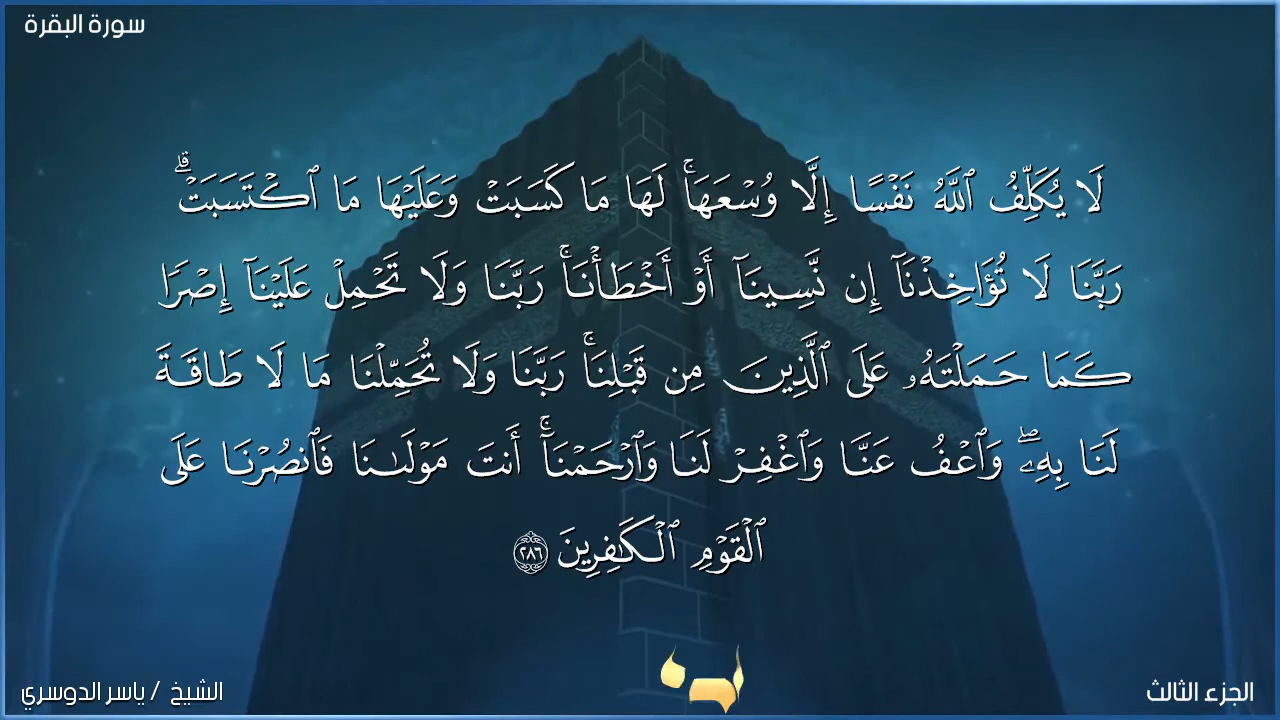 سورة البقرة
لَا يُكَلِّفُ ٱللَّهُ نَفْسًا إِلَّا وُسْعَهَاۚ لَهَا مَا كَسَبَتْ وَعَلَيْهَا مَا ٱكْتَسَبَتْۗ
رَبَّنَا لَا تُؤَاخِذْنَآ إِن نَّسِينَآ أَوْ أَخْطَأْنَاۚ رَبَّنَا وَلَا تَحْمِلْ عَلَيْنَآ إِصْرًا
كَمَا حَمَلْتَهُۥ عَلَى ٱلَّذِينَ مِن قَبْلِنَاۚ رَبَّنَا وَلَا تُحَمِّلْنَا مَا لَا طَاقَةَ
لَنَا بِهِۦۖ وَٱعْفُ عَنَّا وَٱغْفِرْ لَنَا وَٱرْحَمْنَآۚ أَنتَ مَوْلَىٰنَا فَٱنصُرْنَا عَلَى
ٱلْقَوْمِ ٱلْكَٰفِرِينَ ٢٨٦
الجزء الثالث
الشيخ / ياسر الدوسري